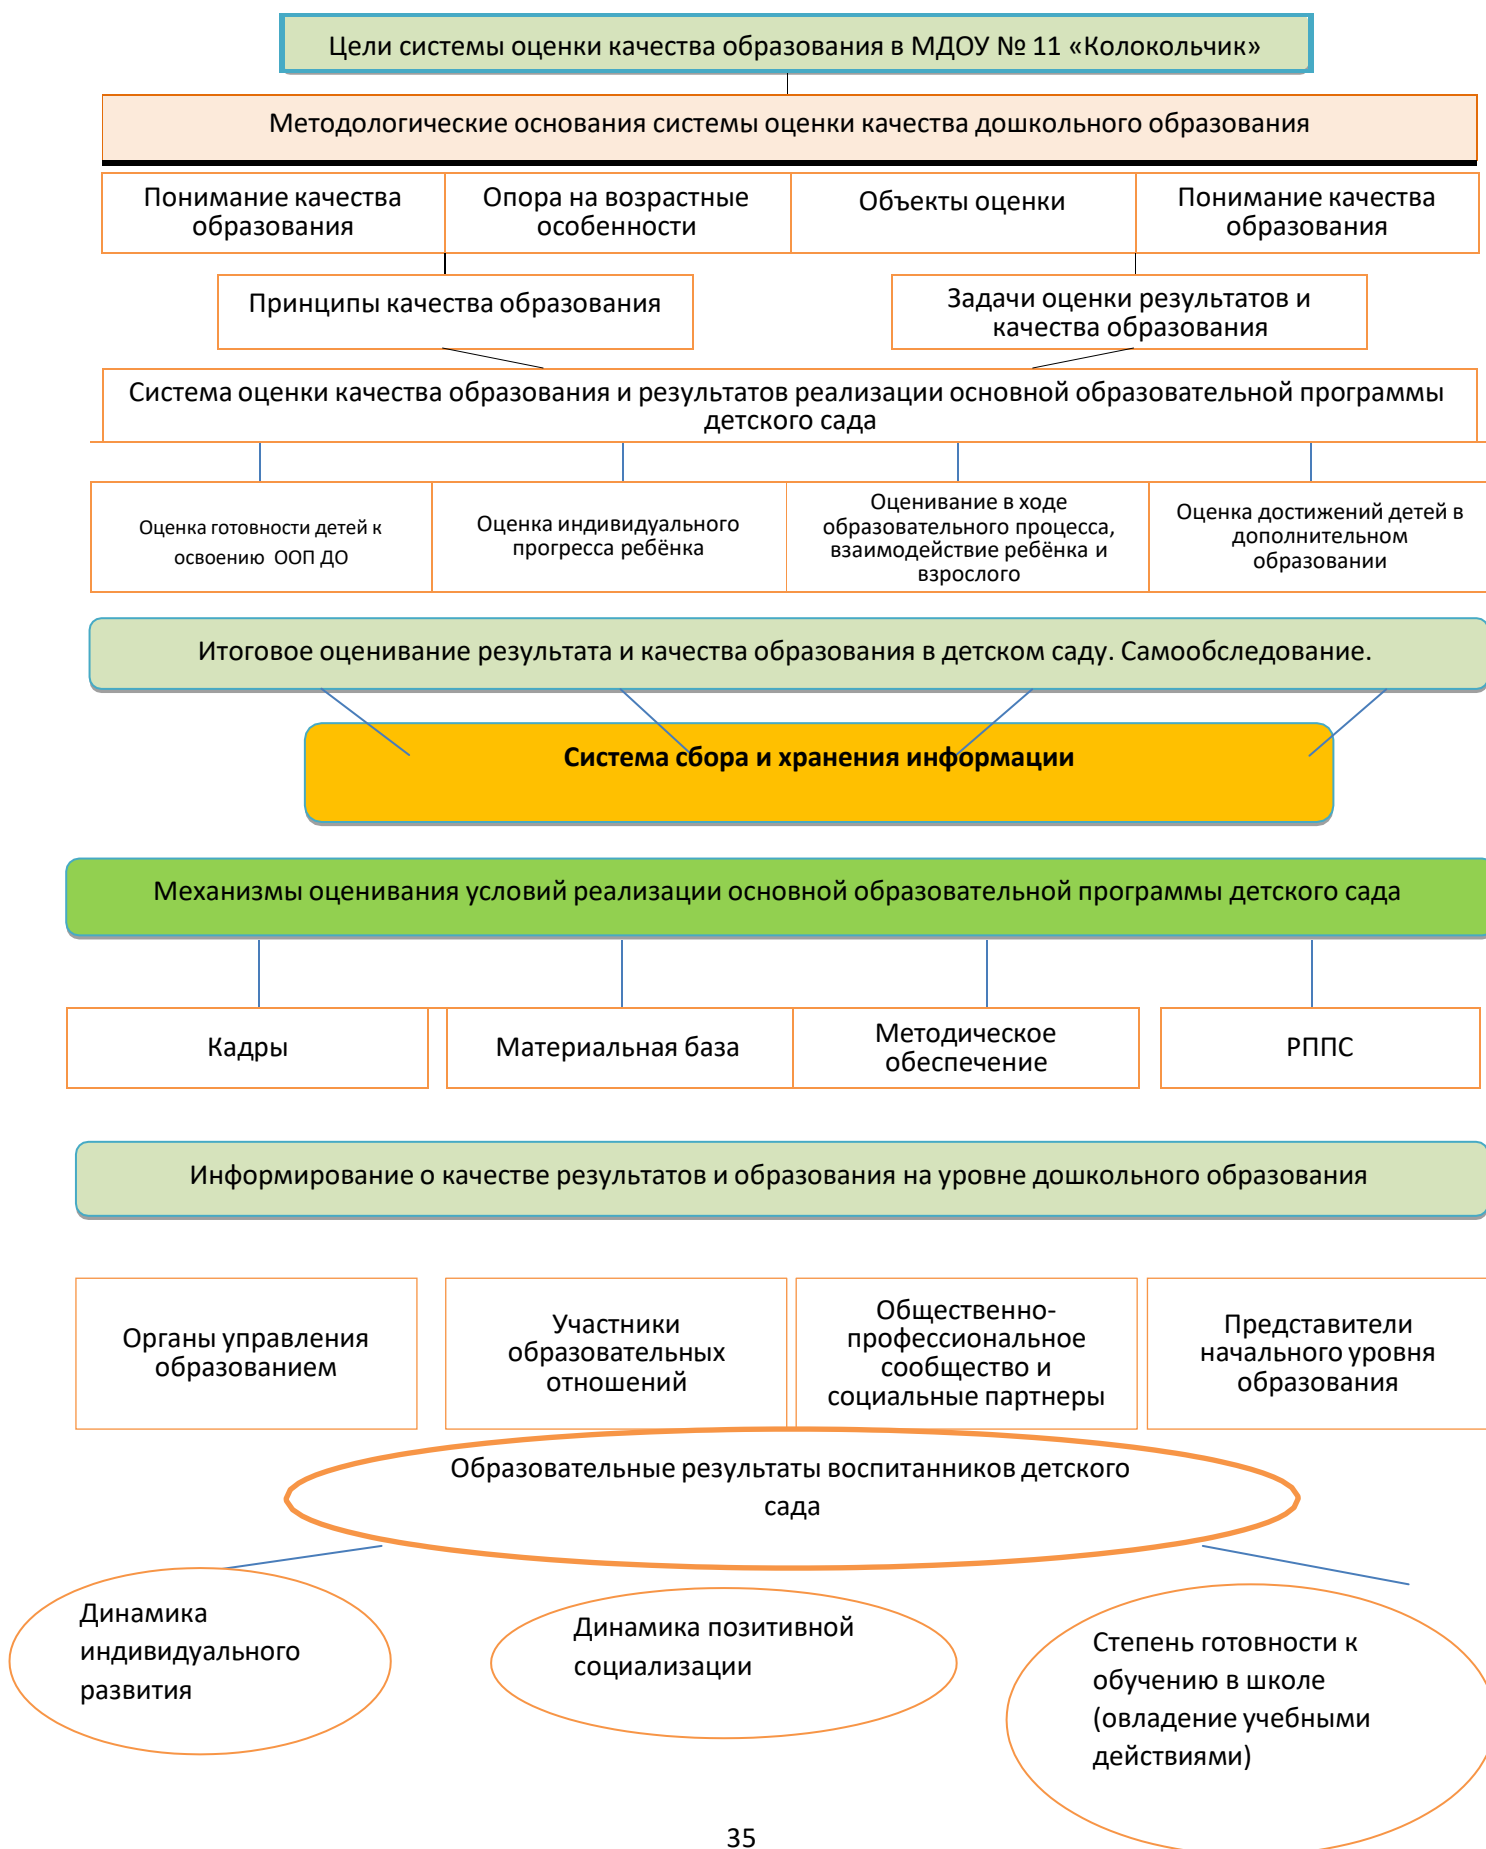 Цели системы оценки качества образования в МДОУ № 11 «Колокольчик»
Методологические основания системы оценки качества дошкольного образования
Понимание качества
образования
Опора на возрастные
особенности
Объекты оценки
Понимание качества
образования
Принципы качества образования
Задачи оценки результатов и
качества образования
Система оценки качества образования и результатов реализации основной образовательной программы
детского сада
Оценка готовности детей к
освоению ООП ДО
Оценка индивидуального
прогресса ребёнка
Оценивание в ходе
образовательного процесса,
взаимодействие ребёнка и
взрослого
Оценка достижений детей в
дополнительном
образовании
Итоговое оценивание результата и качества образования в детском саду. Самообследование.
Система сбора и хранения информации
Механизмы оценивания условий реализации основной образовательной программы детского сада
Кадры
Материальная база
Методическое
обеспечение
РППС
Информирование о качестве результатов и образования на уровне дошкольного образования
Органы управления
образованием
Участники
образовательных
отношений
Общественно-
профессиональное
сообщество и
социальные партнеры
Представители
начального уровня
образования
Образовательные результаты воспитанников детского
сада
Динамика
индивидуального
развития
Динамика позитивной
социализации
Степень готовности к
обучению в школе
(овладение учебными
действиями)
35